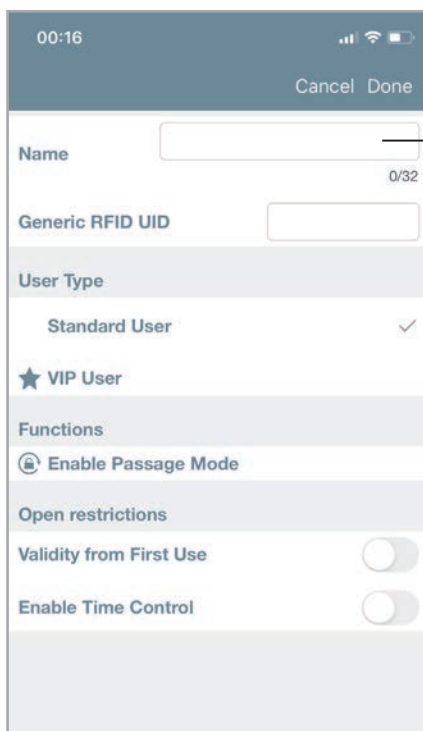 00:16
Cancel Done
Name
0/32
Generic RFID UID
User Type
Standard User
VIP User
Functions
Enable Passage Mode
Open restrictions
Validity from First Use
Enable Time Control